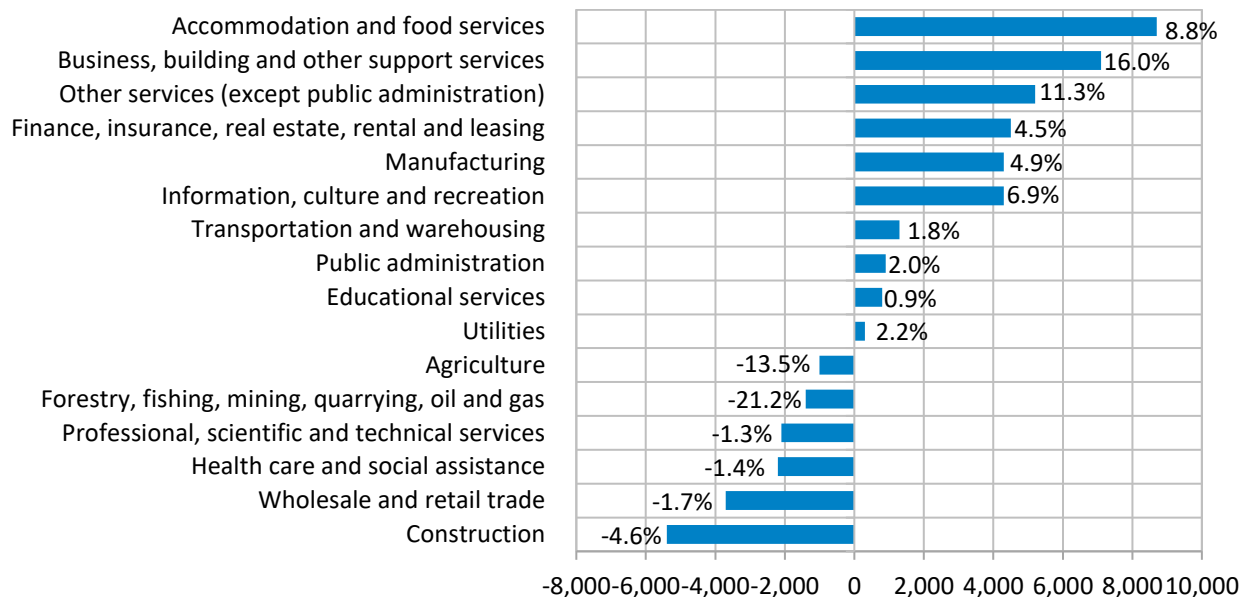 Accommodation and food services 8.8%
Business, building and other support services 16.0%
Other services (except public administration) 11.3%
Finance, insurance, real estate, rental and leasing 4.5%
Manufacturing 4.9%
Information, culture and recreation 6.9%
Transportation and warehousing 1.8%
Public administration 2.0%
Educational services 0.9%
Utilities 2.2%
Agriculture -13.5%
Forestry, fishing, mining, quarrying, oil and gas -21.2%
Professional, scientific and technical services -1.3%
Health care and social assistance -1.4%
Wholesale and retail trade -1.7%
Construction -4.6%
-8,000 -6,000 -4,000 -2,000 0 2,000 4,000 6,000 8,000 10,000